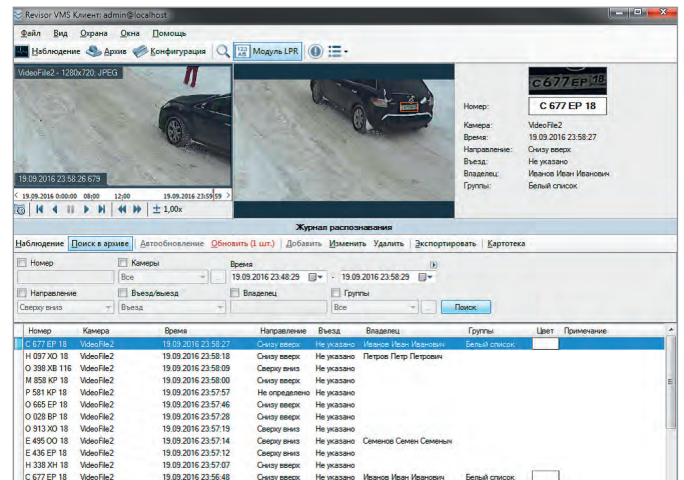 Revisor VMS Клиент: admin@localhost
Файл Вид Охрана Окна Помощь
Наблюдение Архив Конфигурация Модуль LPR
VideoFile2 - 1280x720, JPEG
19.09.2016 23:58:26.679
19.09.2016 0:00:00 08:00 12:00 19.09.2016 23:59:59
± 1,00x
С 677 ЕР 18
Номер: С 677 ЕР 18
Камера: VideoFile2
Время: 19.09.2016 23:58:27
Направление: Снизу вверх
Въезд: Не указано
Владелец: Иванов Иван Иванович
Группы: Белый список
Журнал распознавания
Наблюдение Поиск в архиве Автообновление Обновить (1 шт.) Добавить Изменить Удалить Экспортировать Картотека
Номер Камеры Время
Все ... 19.09.2016 23:48:29 - 19.09.2016 23:58:29
Направление Въезд/выезд Владелец Группы
Сверху вниз Въезд Все ... Поиск
Номер Камера Время Направление Въезд Владелец Группы Цвет Примечание
С 677 ЕР 18 VideoFile2 19.09.2016 23:58:27 Снизу вверх Не указано Иванов Иван Иванович Белый список
Н 097 ХО 18 VideoFile2 19.09.2016 23:58:18 Снизу вверх Не указано Петров Петр Петрович
О 398 ХВ 116 VideoFile2 19.09.2016 23:58:09 Сверху вниз Не указано
М 858 КР 18 VideoFile2 19.09.2016 23:58:00 Снизу вверх Не указано
Р 581 КР 18 VideoFile2 19.09.2016 23:57:57 Не определено Не указано
О 665 ЕР 18 VideoFile2 19.09.2016 23:57:46 Снизу вверх Не указано
О 028 ВР 18 VideoFile2 19.09.2016 23:57:28 Снизу вверх Не указано
О 913 ХО 18 VideoFile2 19.09.2016 23:57:19 Сверху вниз Не указано
Е 495 ОО 18 VideoFile2 19.09.2016 23:57:14 Сверху вниз Не указано Семенов Семен Семеныч
Е 436 ЕР 18 VideoFile2 19.09.2016 23:57:12 Сверху вниз Не указано
Н 338 ХН 18 VideoFile2 19.09.2016 23:57:07 Снизу вверх Не указано
С 677 ЕР 18 VideoFile2 19.09.2016 23:56:48 Снизу вверх Не указано Иванов Иван Иванович Белый список